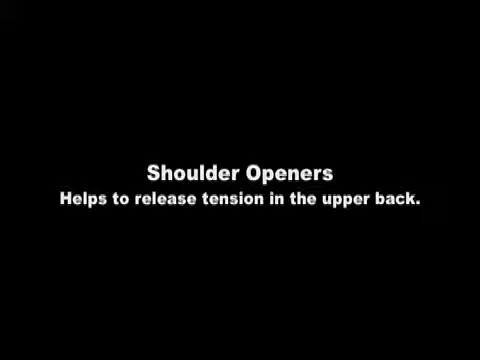 Shoulder Openers
Helps to release tension in the upper back.